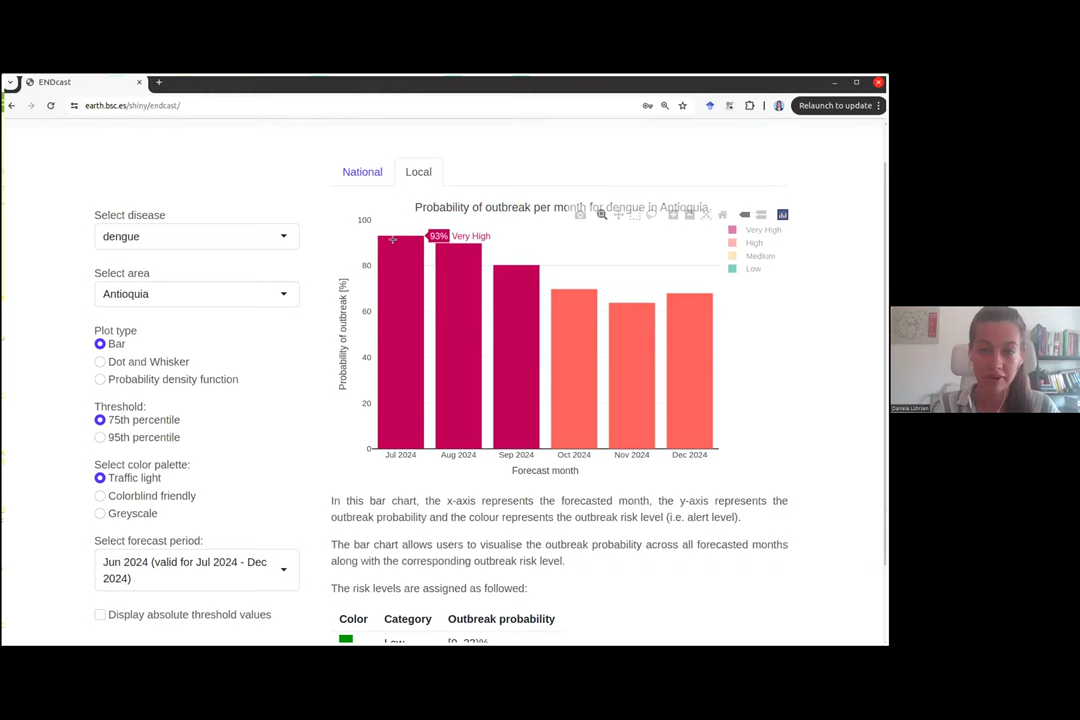 ENDcast
earth.bsc.es/shiny/endcast/
Relaunch to update
National
Local
Select disease
dengue
Select area
Antioquia
Plot type
Bar
Dot and Whisker
Probability density function
Threshold:
75th percentile
95th percentile
Select color palette:
Traffic light
Colorblind friendly
Greyscale
Select forecast period:
Jun 2024 (valid for Jul 2024 - Dec
2024)
Display absolute threshold values
Probability of outbreak per month for dengue in Antioquia
Probability of outbreak [%]
100
80
60
40
20
0
93%
Very High
Very High
High
Medium
Low
Jul 2024
Aug 2024
Sep 2024
Oct 2024
Nov 2024
Dec 2024
Forecast month
In this bar chart, the x-axis represents the forecasted month, the y-axis represents the
outbreak probability and the colour represents the outbreak risk level (i.e. alert level).
The bar chart allows users to visualise the outbreak probability across all forecasted months
along with the corresponding outbreak risk level.
The risk levels are assigned as followed:
Color Category Outbreak probability
Daniela Lührsen